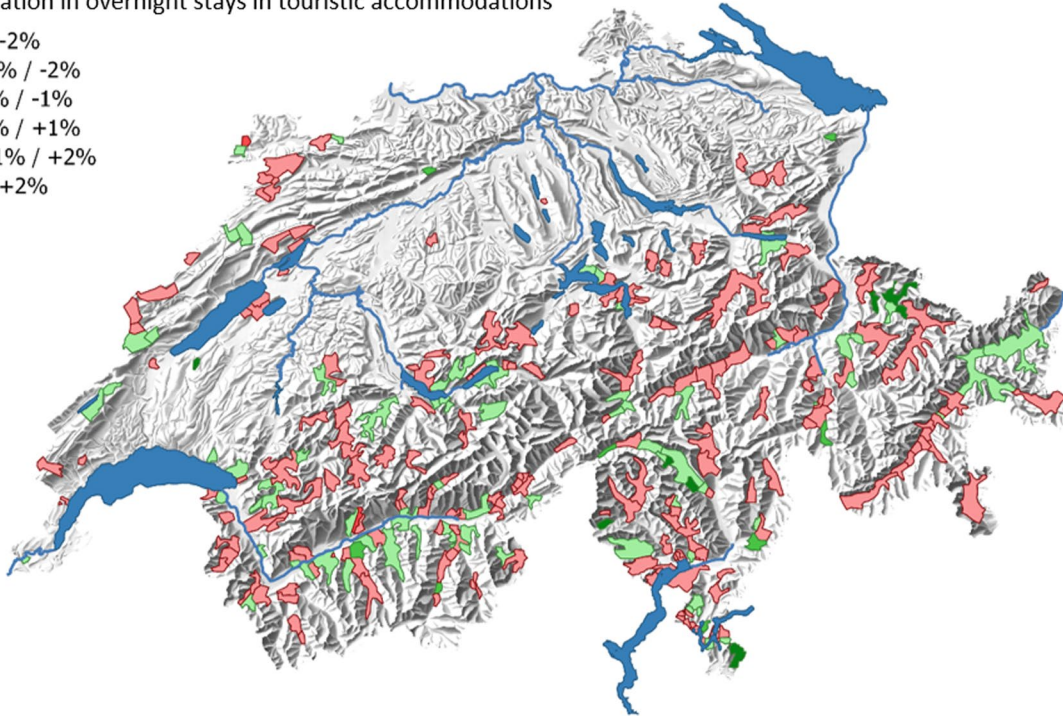 ation in overnight stays in touristic accommodations
-2%
% / -2%
% / -1%
% / +1%
1% / +2%
+2%